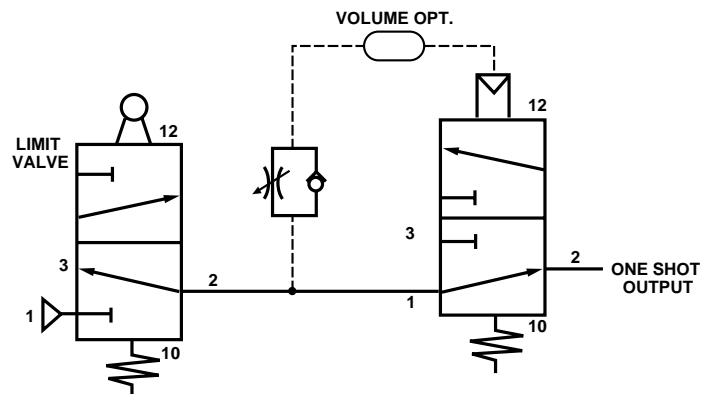 VOLUME OPT.
12
12
LIMIT
VALVE
3
3
2
2
ONE SHOT
OUTPUT
1
1
10
10